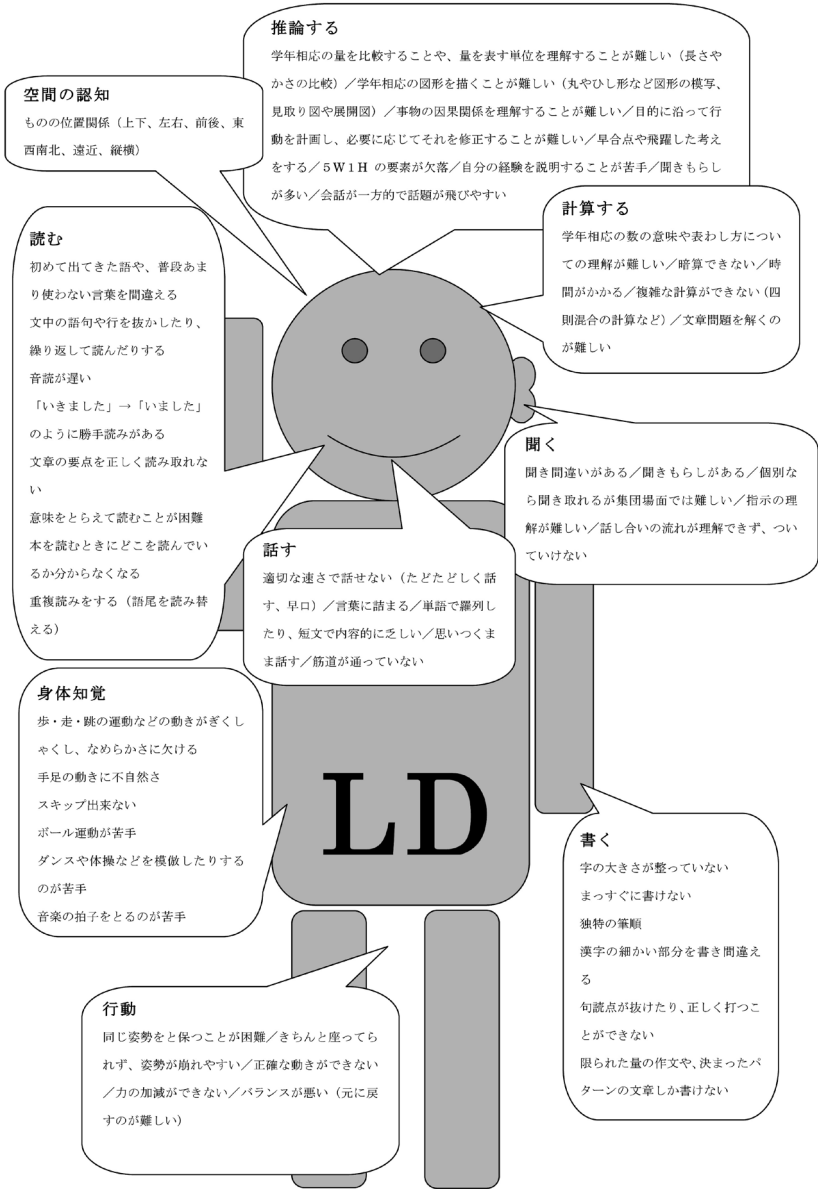 推論する
学年相応の量を比較することや、量を表す単位を理解することが難しい（長さや
かさの比較）／学年相応の図形を描くことが難しい（丸やひし形など図形の模写、
見取り図や展開図）／事物の因果関係を理解することが難しい／目的に沿って行
動を計画し、必要に応じてそれを修正することが難しい／早合点や飛躍した考え
をする／５Ｗ１Ｈ の要素が欠落／自分の経験を説明することが苦手／聞きもらし
が多い／会話が一方的で話題が飛びやすい
空間の認知
ものの位置関係（上下、左右、前後、東
西南北、遠近、縦横）
計算する
学年相応の数の意味や表わし方につい
ての理解が難しい／暗算できない／時
間がかかる／複雑な計算ができない（四
則混合の計算など）／文章問題を解くの
が難しい
読む
初めて出てきた語や、普段あま
り使わない言葉を間違える
文中の語句や行を抜かしたり、
繰り返して読んだりする
音読が遅い
「いきました」→「いました」
のように勝手読みがある
文章の要点を正しく読み取れな
い
意味をとらえて読むことが困難
本を読むときにどこを読んでい
るか分からなくなる
重複読みをする（語尾を読み替
える）
聞く
聞き間違いがある／聞きもらしがある／個別な
ら聞き取れるが集団場面では難しい／指示の理
解が難しい／話し合いの流れが理解できず、つい
ていけない
話す
適切な速さで話せない（たどたどしく話
す、早口）／言葉に詰まる／単語で羅列し
たり、短文で内容的に乏しい／思いつくま
ま話す／筋道が通っていない
身体知覚
歩・走・跳の運動などの動きがぎくし
ゃくし、なめらかさに欠ける
手足の動きに不自然さ
スキップ出来ない
ボール運動が苦手
ダンスや体操などを模倣したりする
のが苦手
音楽の拍子をとるのが苦手
LD
書く
字の大きさが整っていない
まっすぐに書けない
独特の筆順
漢字の細かい部分を書き間違え
る
句読点が抜けたり、正しく打つこ
とができない
限られた量の作文や、決まったパ
ターンの文章しか書けない
行動
同じ姿勢をと保つことが困難／きちんと座ってら
れず、姿勢が崩れやすい／正確な動きができない
／力の加減ができない／バランスが悪い（元に戻
すのが難しい）